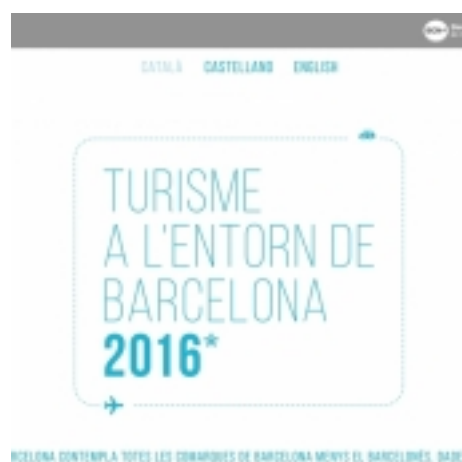 CATALÀ CASTELLANO ENGLISH
TURISME
A L'ENTORN DE
BARCELONA
2016*
RCELONA CONTEMPLA TOTES LES COMARQUES DE BARCELONA MENYS EL BARCELONÈS. DADE